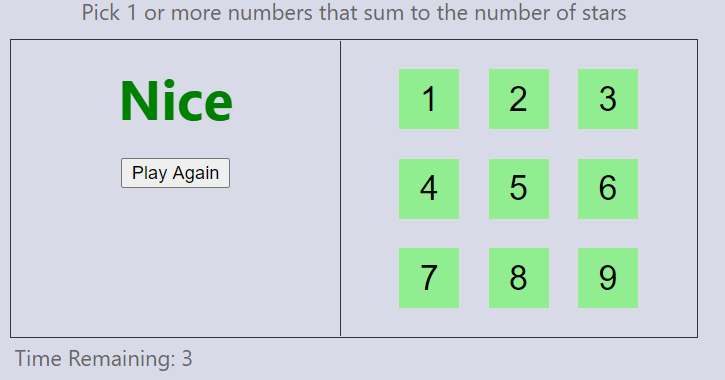 Pick 1 or more numbers that sum to the number of stars
Nice
Play Again
1 2 3
4 5 6
7 8 9
Time Remaining: 3